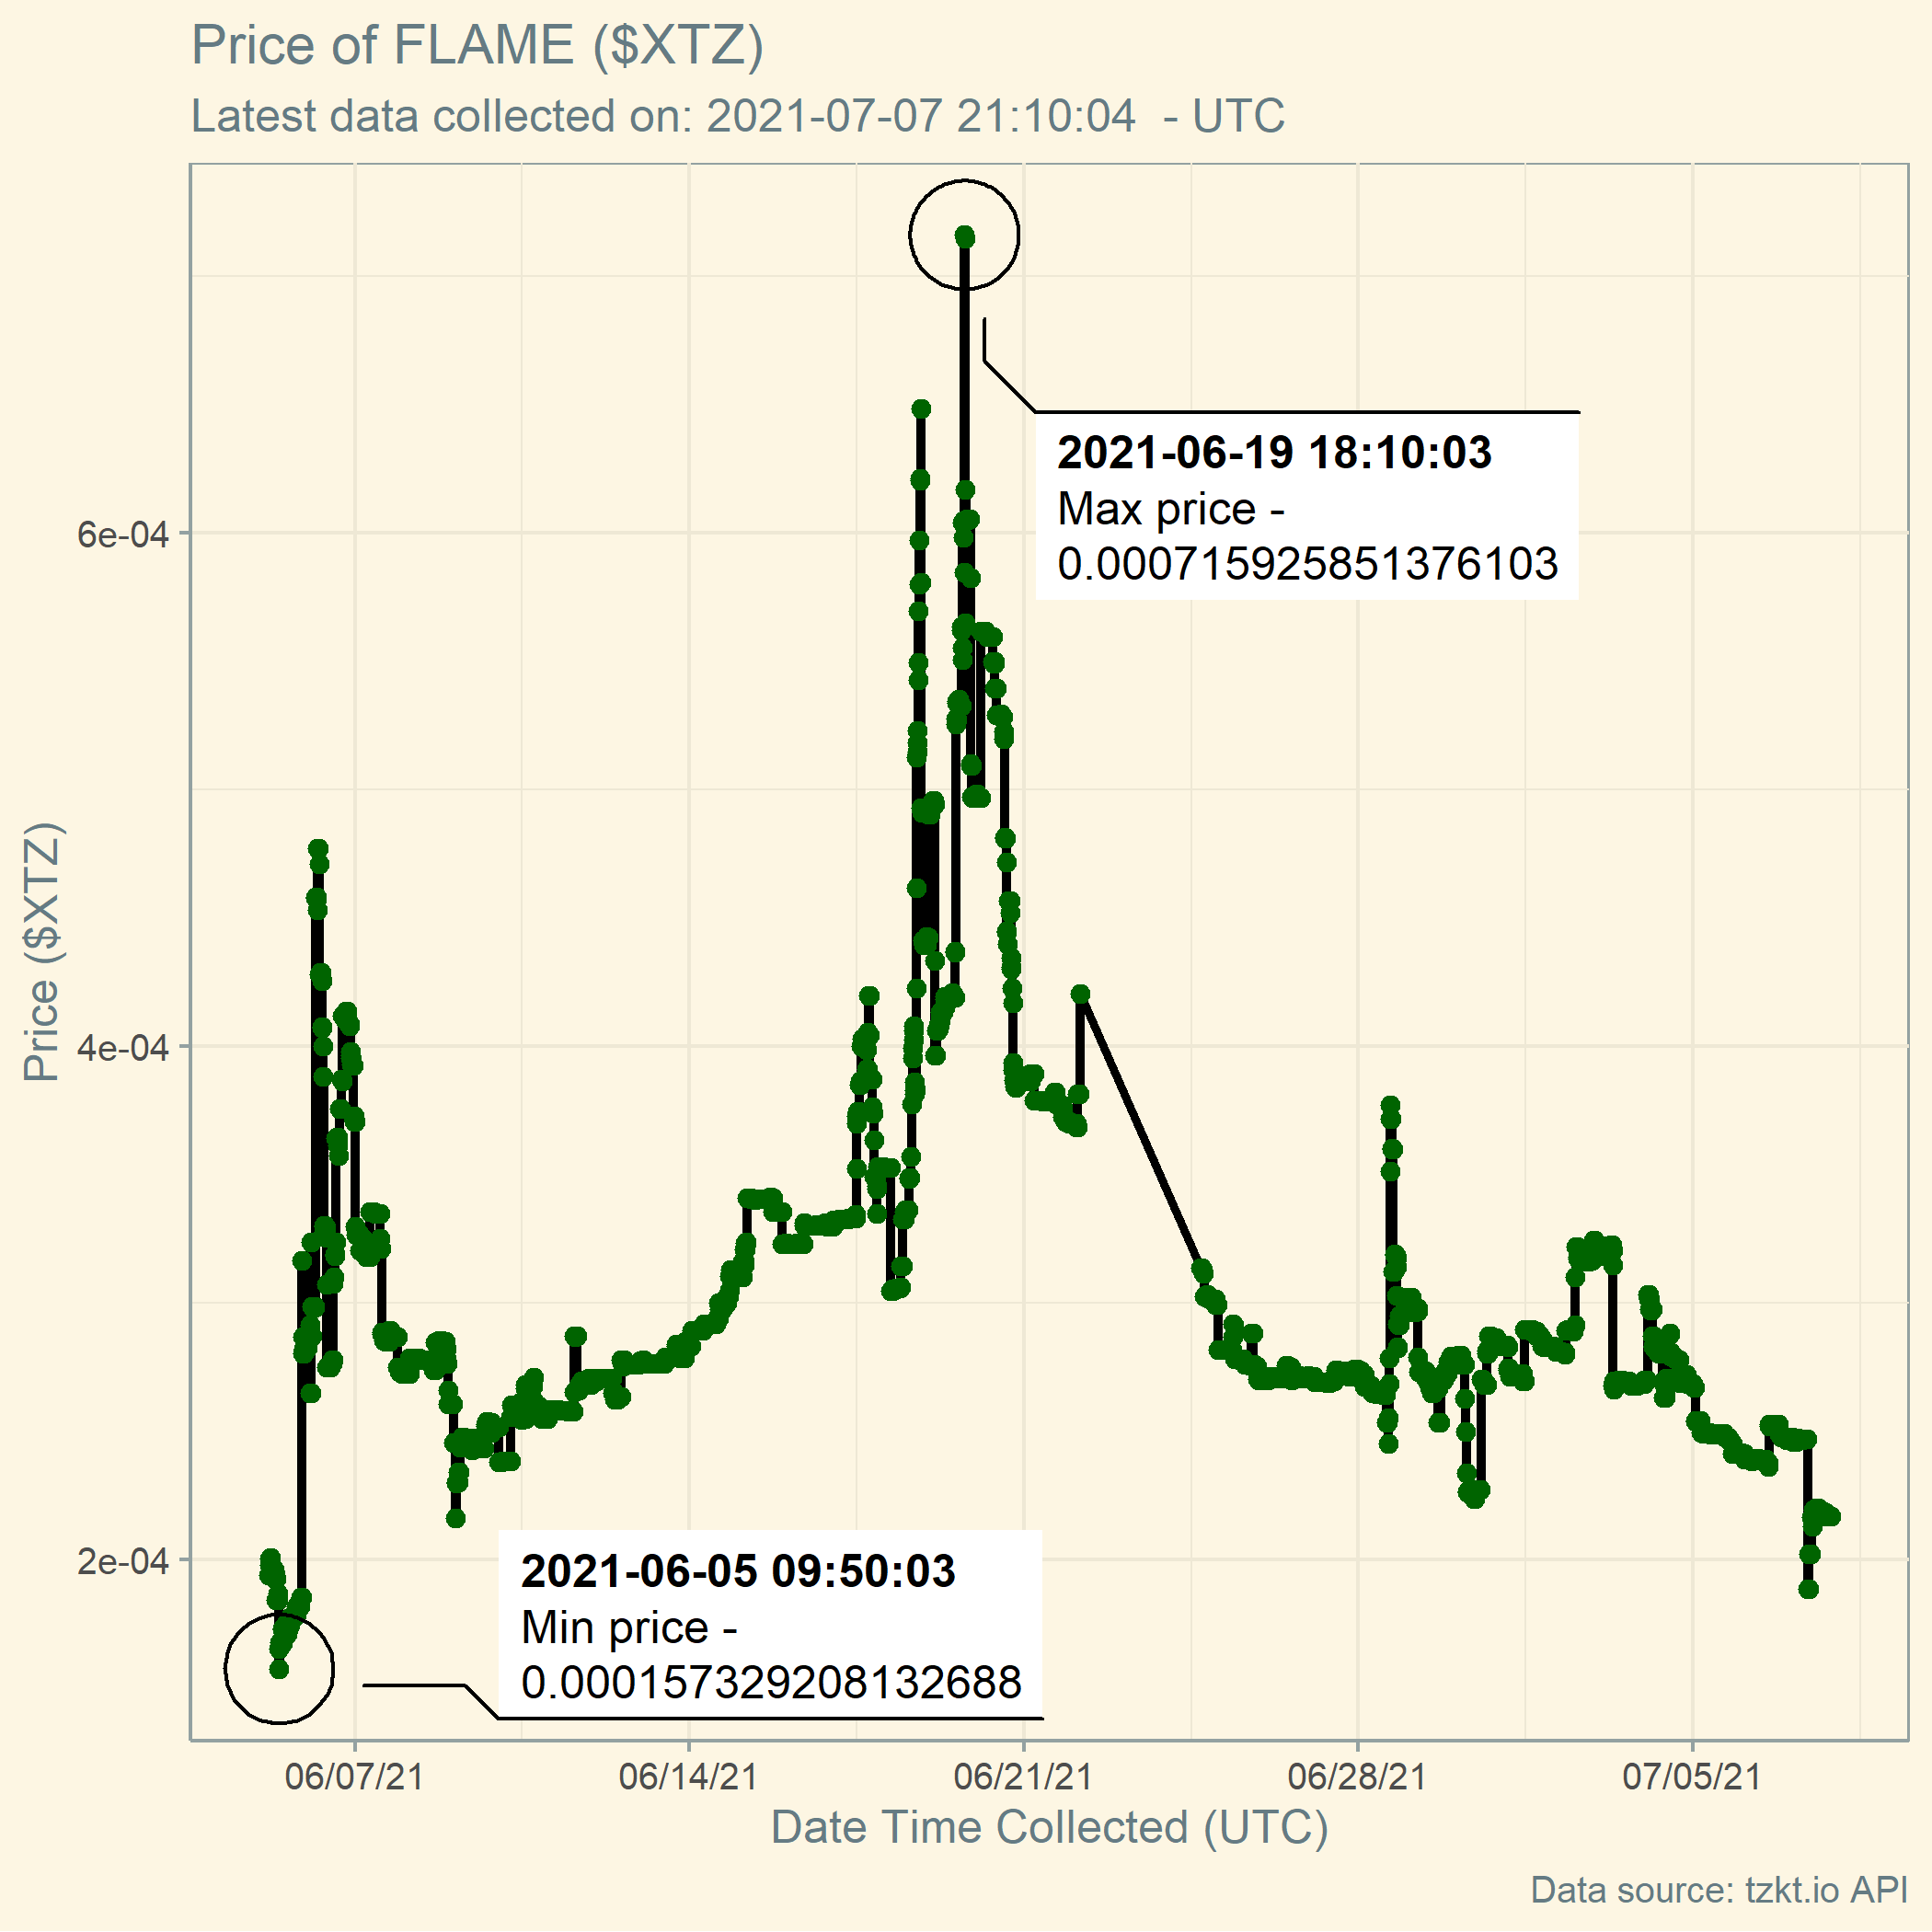 Price of FLAME ($XTZ)
Latest data collected on: 2021-07-07 21:10:04  - UTC
2021-06-19 18:10:03
Max price -
0.000715925851376103
6e-04
Price ($XTZ)
4e-04
2e-04
2021-06-05 09:50:03
Min price -
0.000157329208132688
06/07/21
06/14/21
06/21/21
06/28/21
07/05/21
Date Time Collected (UTC)
Data source: tzkt.io API